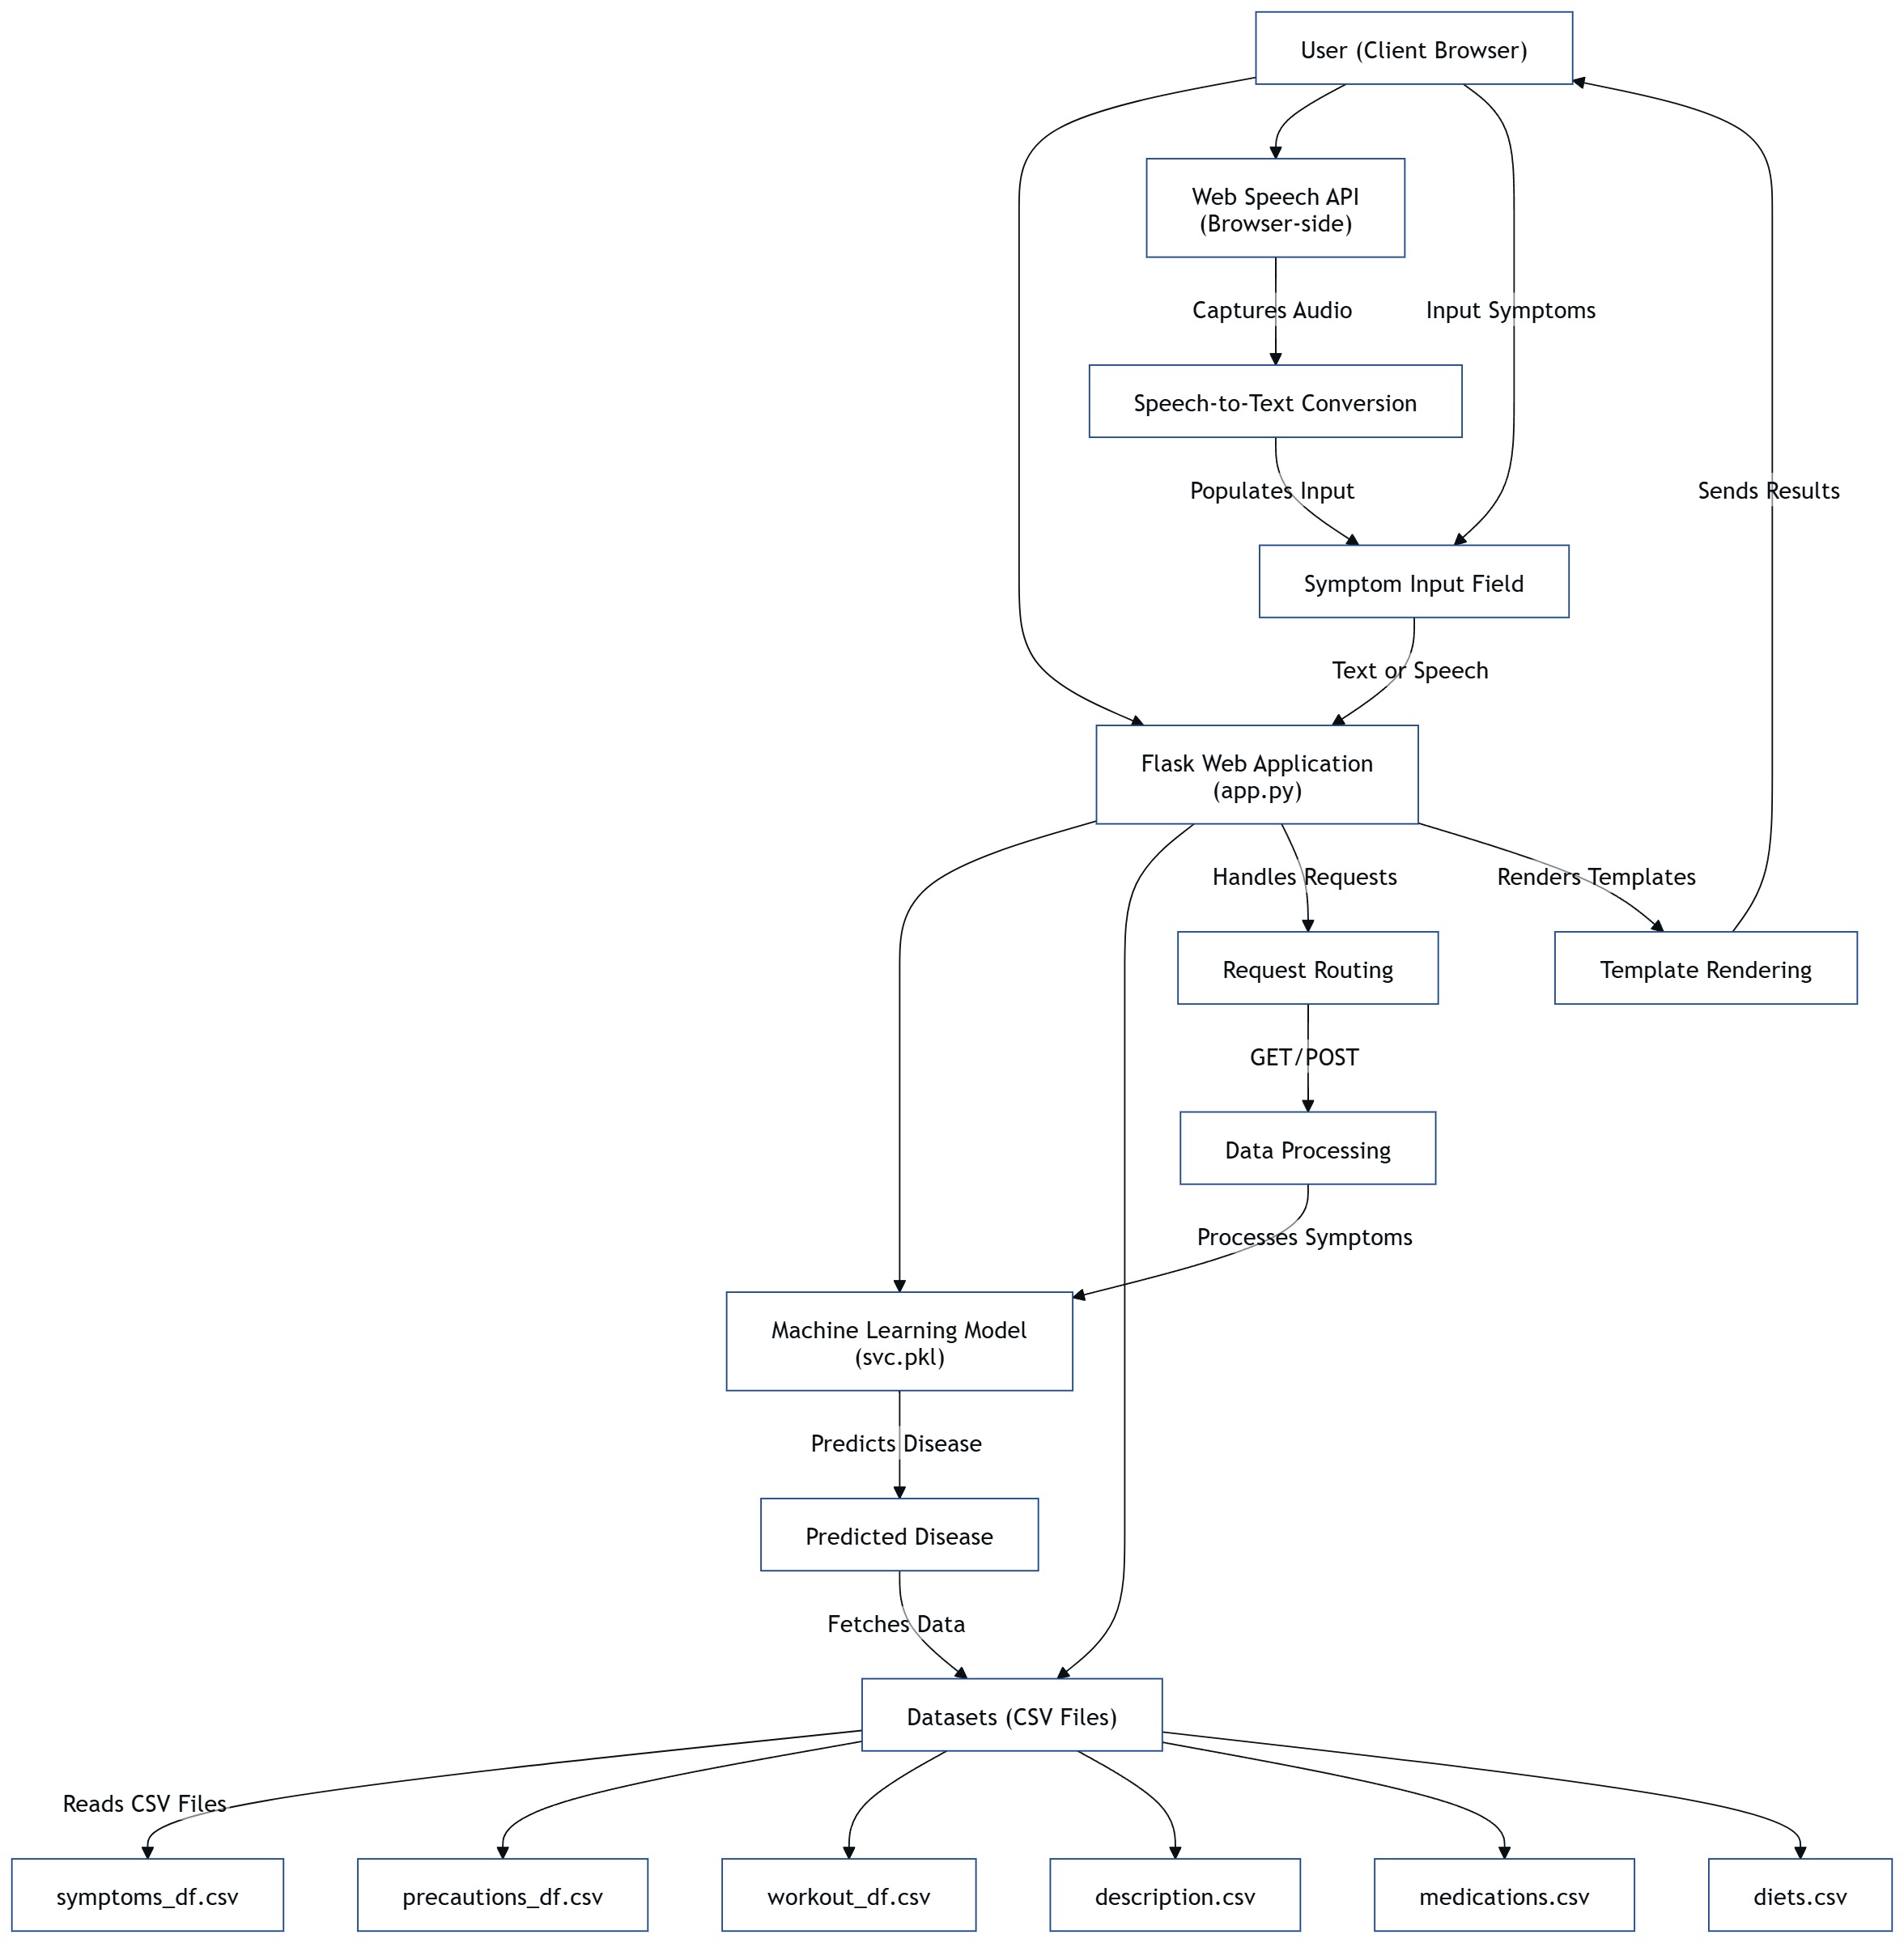 User (Client Browser)
Web Speech API
(Browser-side)
Captures Audio
Input Symptoms
Speech-to-Text Conversion
Populates Input
Sends Results
Symptom Input Field
Text or Speech
Flask Web Application
(app.py)
Handles Requests
Renders Templates
Request Routing
Template Rendering
GET/POST
Data Processing
Processes Symptoms
Machine Learning Model
(svc.pkl)
Predicts Disease
Predicted Disease
Fetches Data
Datasets (CSV Files)
Reads CSV Files
symptoms_df.csv
precautions_df.csv
workout_df.csv
description.csv
medications.csv
diets.csv